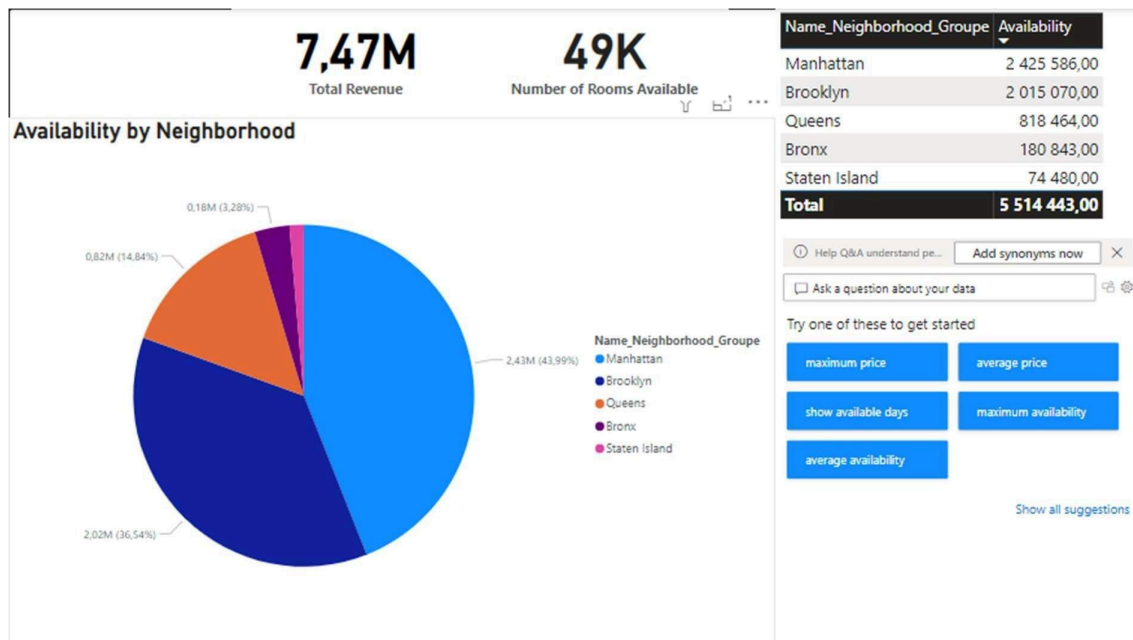 7,47M
Total Revenue
49K
Number of Rooms Available
Availability by Neighborhood
0,18M (3,28%)
0,82M (14,84%)
2,43M (43,99%)
2,02M (36,54%)
Name_Neighborhood_Groupe
Manhattan
Brooklyn
Queens
Bronx
Staten Island
Name_Neighborhood_Groupe Availability
Manhattan 2 425 586,00
Brooklyn 2 015 070,00
Queens 818 464,00
Bronx 180 843,00
Staten Island 74 480,00
Total 5 514 443,00
Help Q&A understand pe... Add synonyms now
Ask a question about your data
Try one of these to get started
maximum price average price
show available days maximum availability
average availability
Show all suggestions